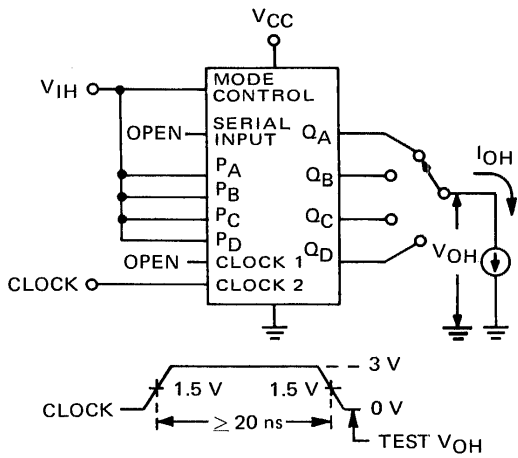 VCC
VIH
MODE
CONTROL
OPEN
SERIAL
INPUT
PA
PB
PC
PD
OPEN
CLOCK 1
CLOCK
CLOCK 2
QA
QB
QC
QD
IOH
VOH
3 V
1.5 V
1.5 V
CLOCK
≥ 20 ns
0 V
TEST VOH